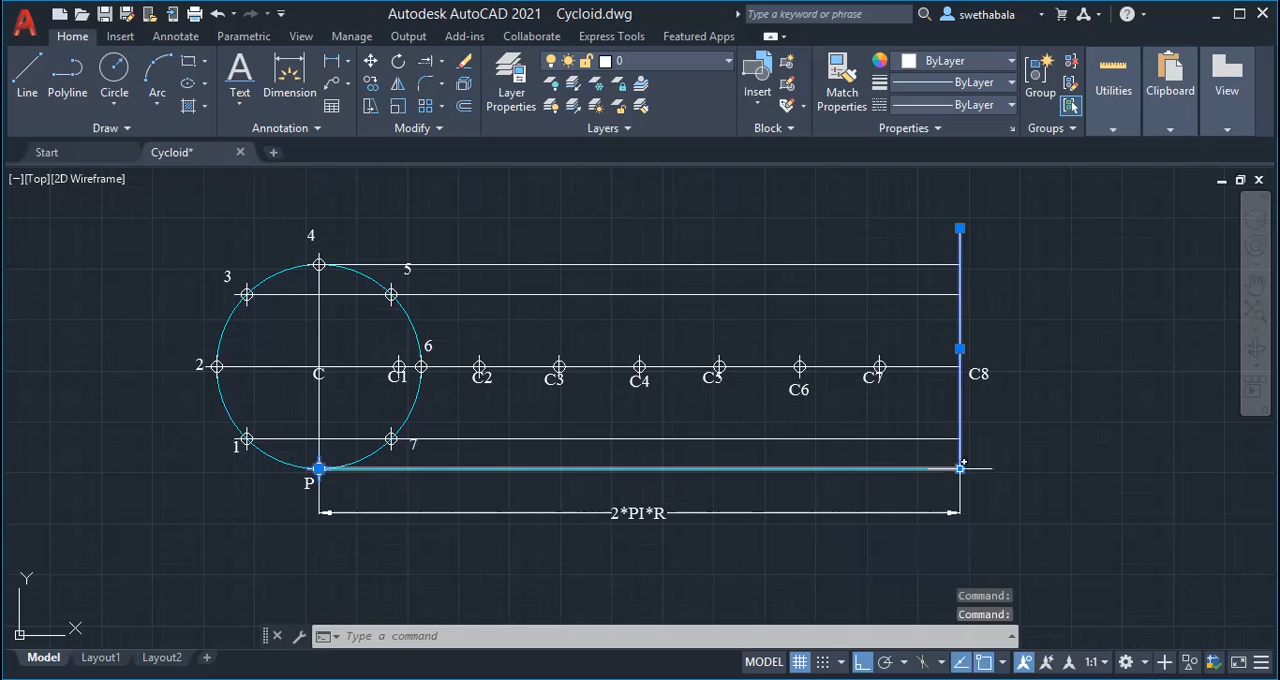 A Autodesk AutoCAD 2021 Cycloid.dwg Type a keyword or phrase swethabala ?
Home Insert Annotate Parametric View Manage Output Add-ins Collaborate Express Tools Featured Apps
Line Polyline Circle Arc A Text Dimension Layer Properties 0 Insert Match Properties ByLayer ByLayer ByLayer Group Utilities Clipboard View
Draw Annotation Modify Layers Block Properties Groups
Start Cycloid*
[−][Top][2D Wireframe]
4
3 5
6
2 C C1 C2 C3 C4 C5 C6 C7 C8
1 7
P
2*PI*R
Y
X
Command:
Command:
Type a command
Model Layout1 Layout2 + MODEL 1:1